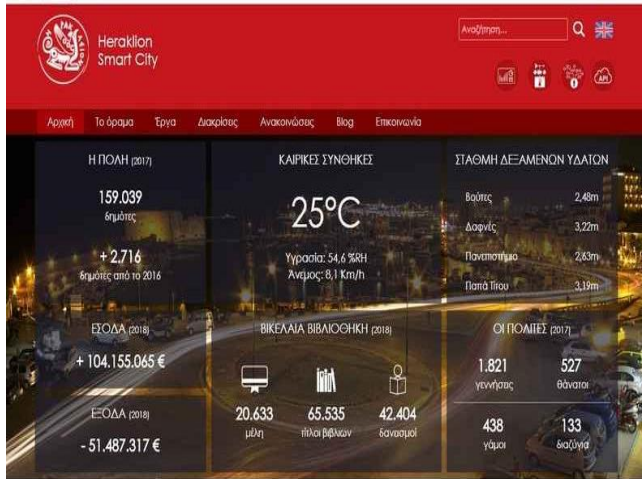 Heraklion
Smart City
Αναζήτηση...
API
Αρχική Το όραμα Έργα Διακρίσεις Ανακοινώσεις Blog Επικοινωνία
Η ΠΟΛΗ (2017)
159.039
δημότες
+ 2,716
δημότες από το 2016
ΚΑΙΡΙΚΕΣ ΣΥΝΘΗΚΕΣ
25°C
Υγρασία: 54,6 %RH
Άνεμος: 8,1 Km/h
ΣΤΑΘΜΗ ΔΕΞΑΜΕΝΩΝ ΥΔΑΤΩΝ
Βούτες 2,48m
Δαφνές 3,22m
Πανεπιστήμιο 2,63m
Παπά Τίτου 3,19m
ΕΣΟΔΑ (2018)
+ 104.155.065 €
ΕΞΟΔΑ (2018)
- 51.487.317 €
ΒΙΚΕΛΑΙΑ ΒΙΒΛΙΟΘΗΚΗ (2018)
20.633 65.535 42.404
μέλη τίτλοι βιβλιων δανεισμοί
ΟΙ ΠΟΛΙΤΕΣ (2017)
1.821 527
γεννήσεις θάνατοι
438 133
γάμοι διαζύγια